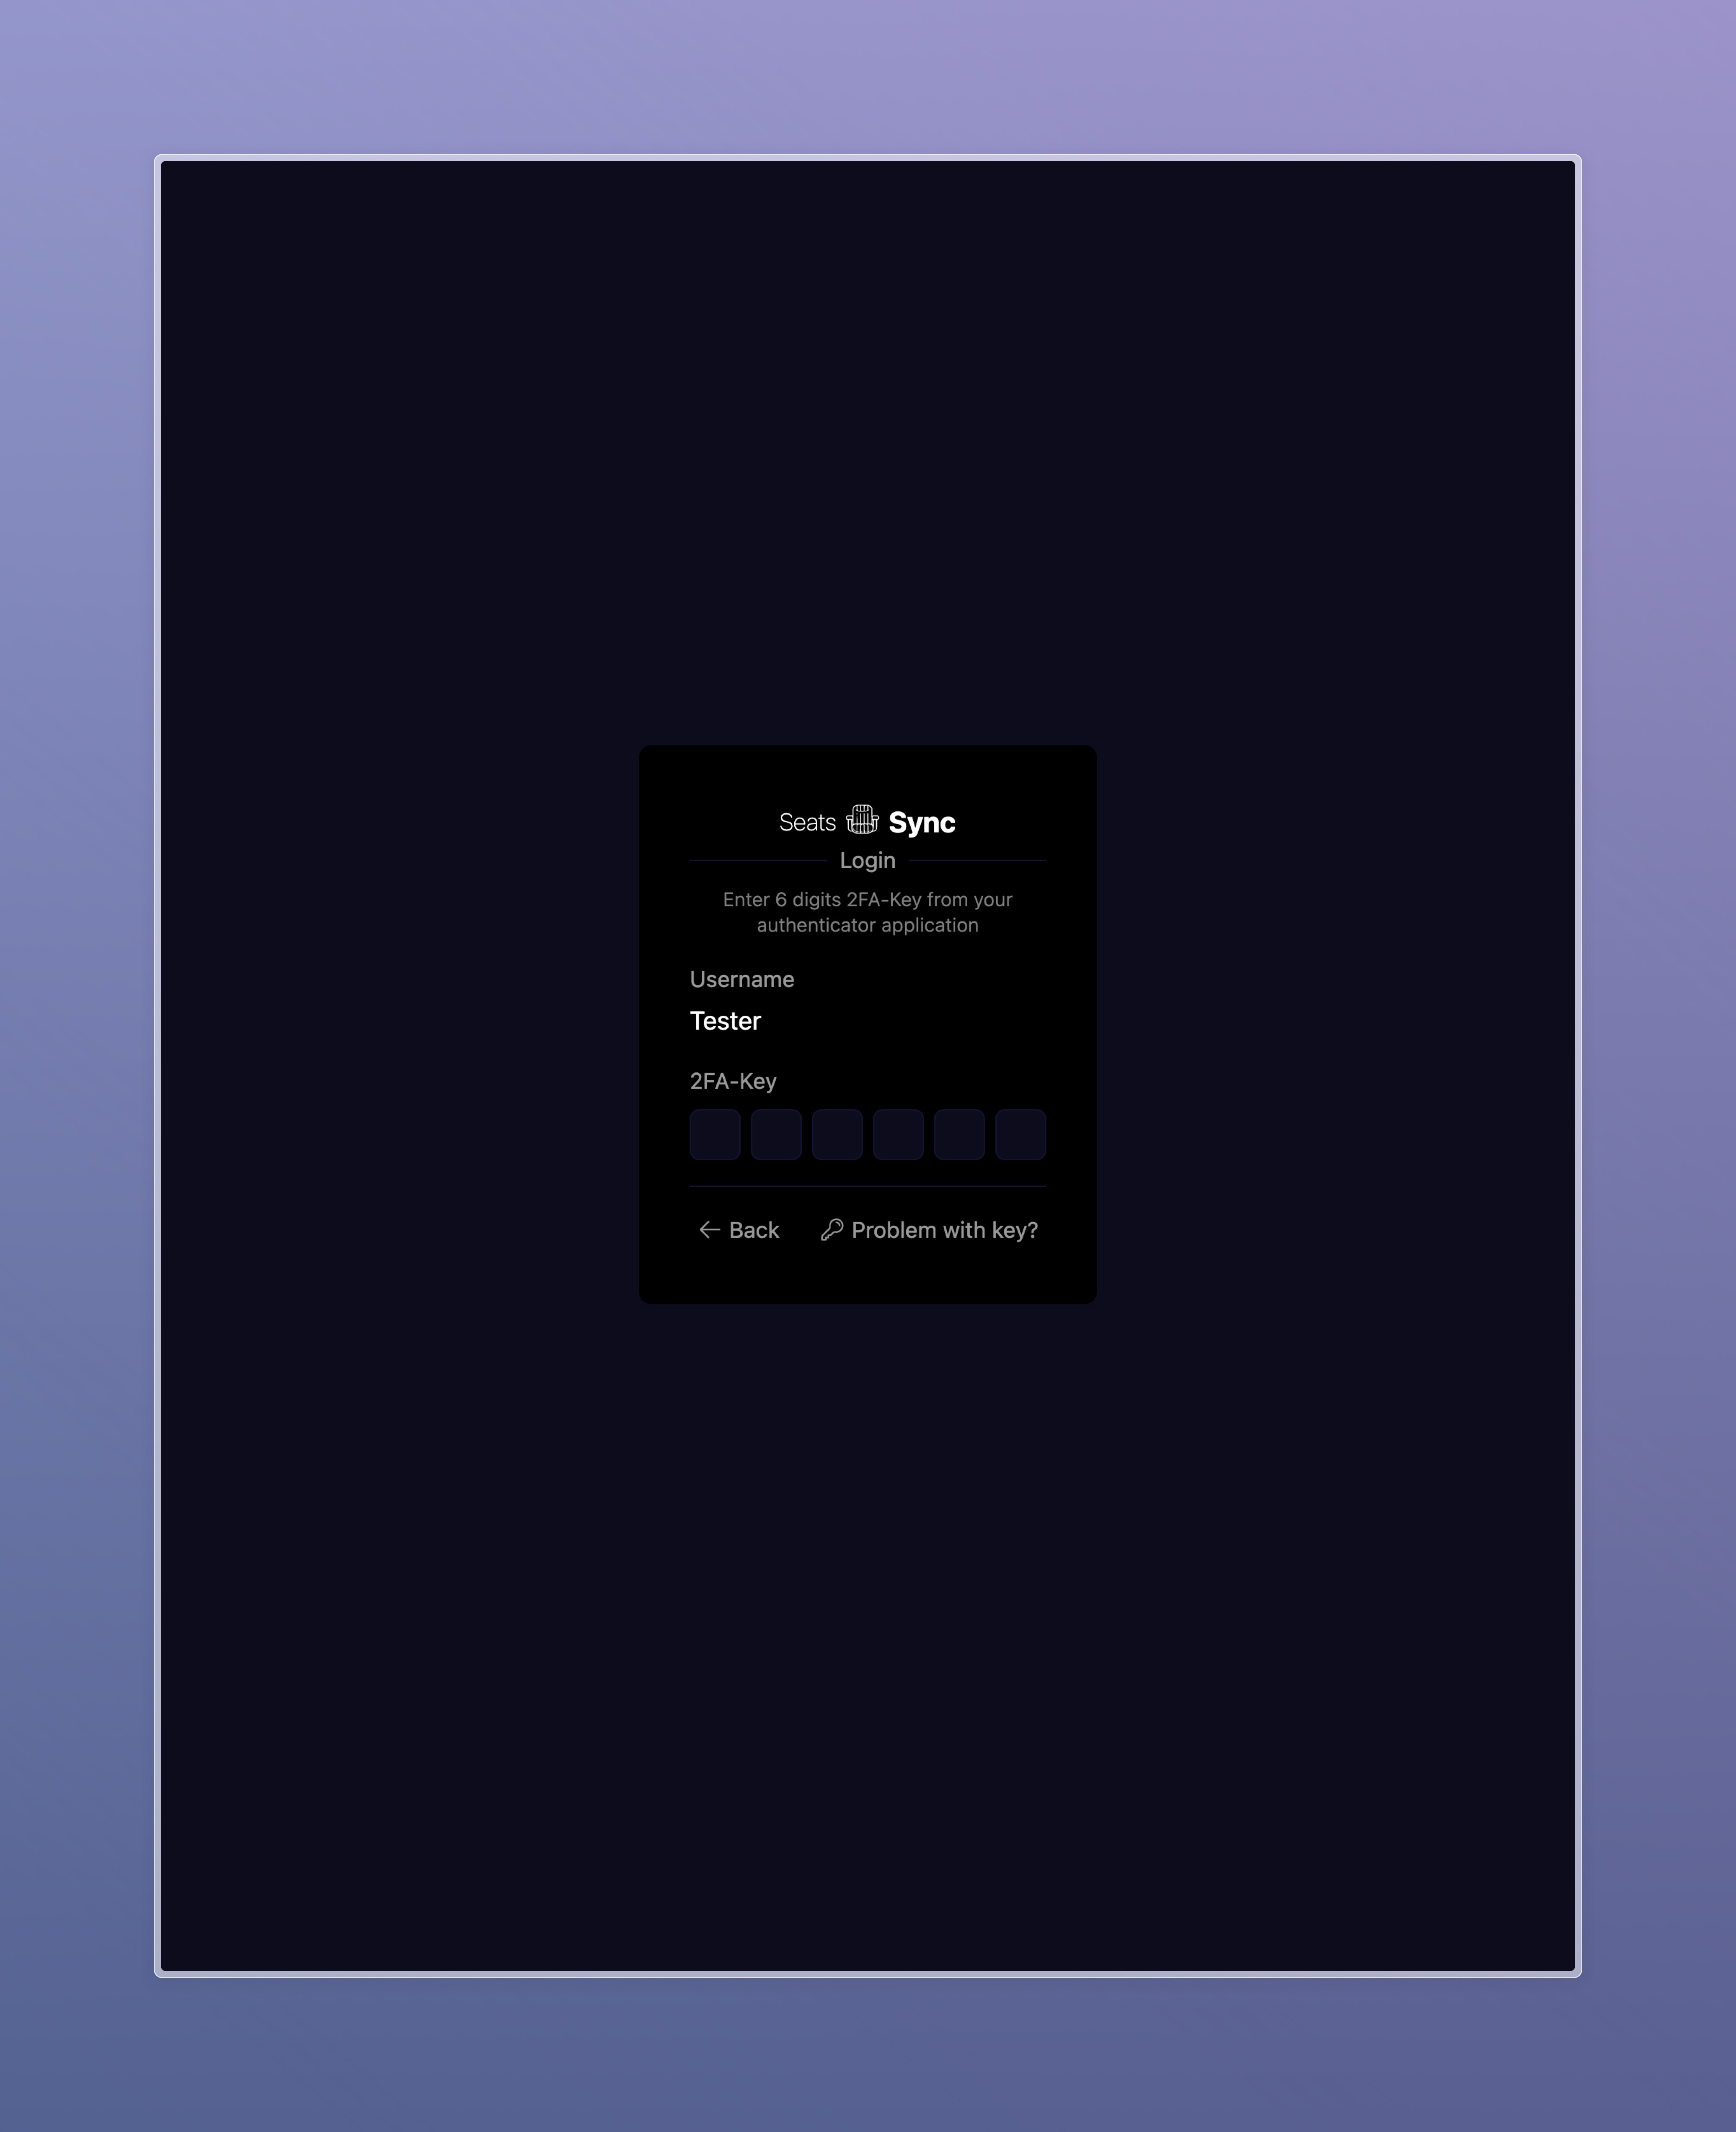 Seats Sync
Login
Enter 6 digits 2FA-Key from your
authenticator application
Username
Tester
2FA-Key
Back
Problem with key?